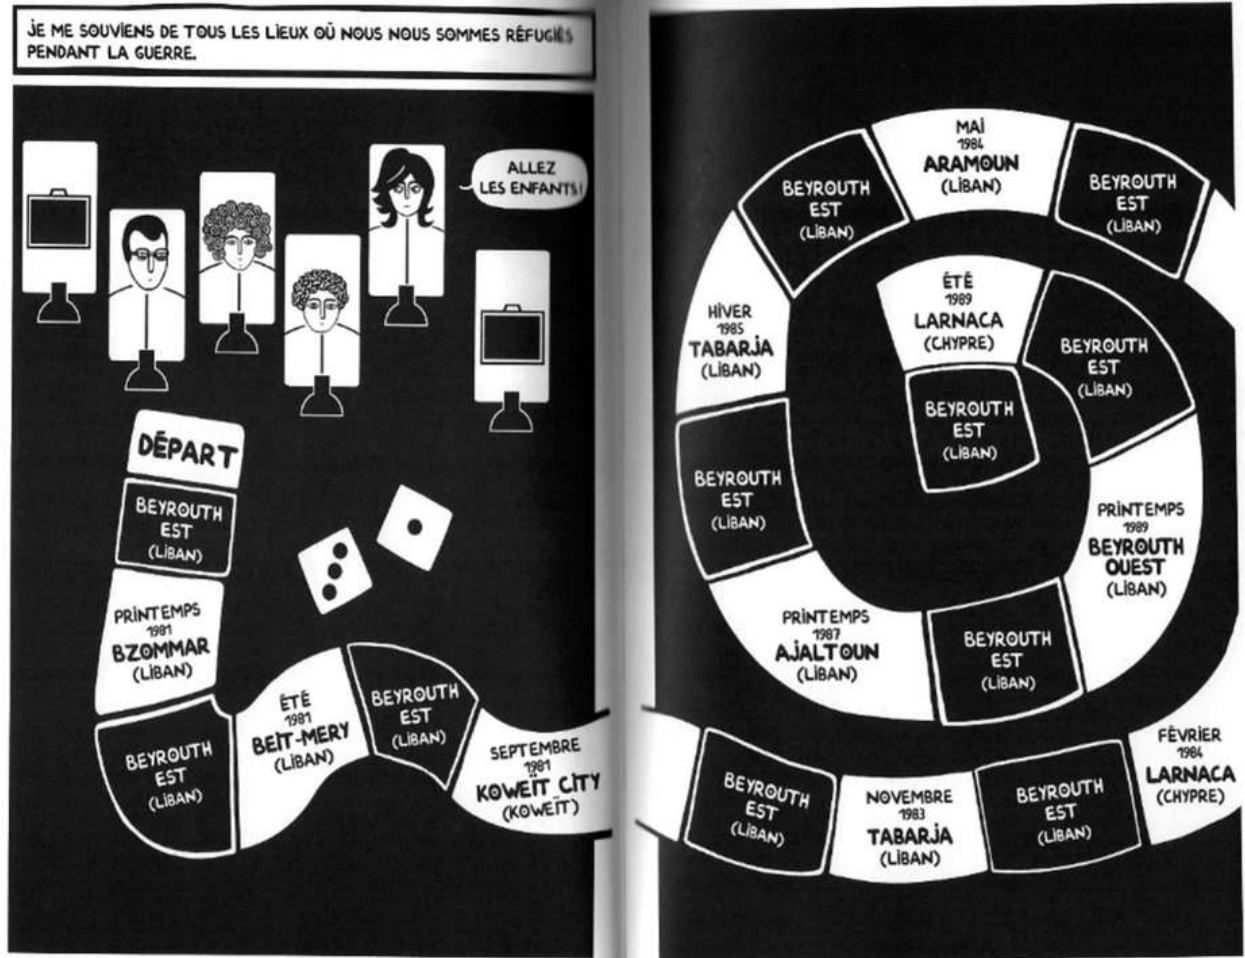 JE ME SOUVIENS DE TOUS LES LIEUX OÙ NOUS NOUS SOMMES RÉFUGIÉS
PENDANT LA GUERRE.
ALLEZ
LES ENFANTS!
DÉPART
BEYROUTH
EST
(LIBAN)
PRINTEMPS
1981
BZOMMAR
(LIBAN)
BEYROUTH
EST
(LIBAN)
ÉTÉ
1981
BEIT-MERY
(LIBAN)
BEYROUTH
EST
(LIBAN)
SEPTEMBRE
1981
KOWEÏT CITY
(KOWEÏT)
BEYROUTH
EST
(LIBAN)
NOVEMBRE
1983
TABARJA
(LIBAN)
BEYROUTH
EST
(LIBAN)
FÉVRIER
1984
LARNACA
(CHYPRE)
BEYROUTH
EST
(LIBAN)
MAI
1984
ARAMOUN
(LIBAN)
BEYROUTH
EST
(LIBAN)
HIVER
1985
TABARJA
(LIBAN)
BEYROUTH
EST
(LIBAN)
PRINTEMPS
1987
AJALTOUN
(LIBAN)
BEYROUTH
EST
(LIBAN)
PRINTEMPS
1989
BEYROUTH
OUEST
(LIBAN)
BEYROUTH
EST
(LIBAN)
ÉTÉ
1989
LARNACA
(CHYPRE)
BEYROUTH
EST
(LIBAN)